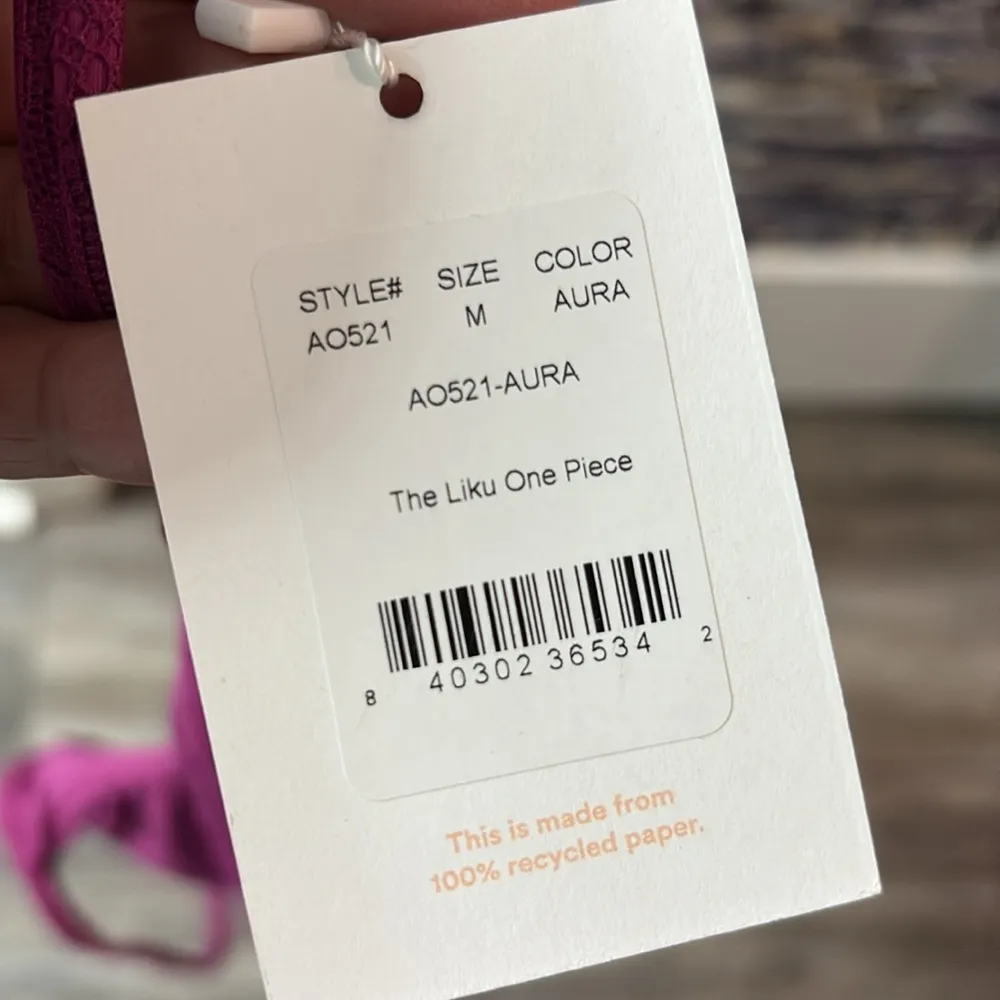 STYLE# SIZE COLOR
AO521 M AURA
AO521-AURA
The Liku One Piece
8 40302 36534 2
This is made from
100% recycled paper.